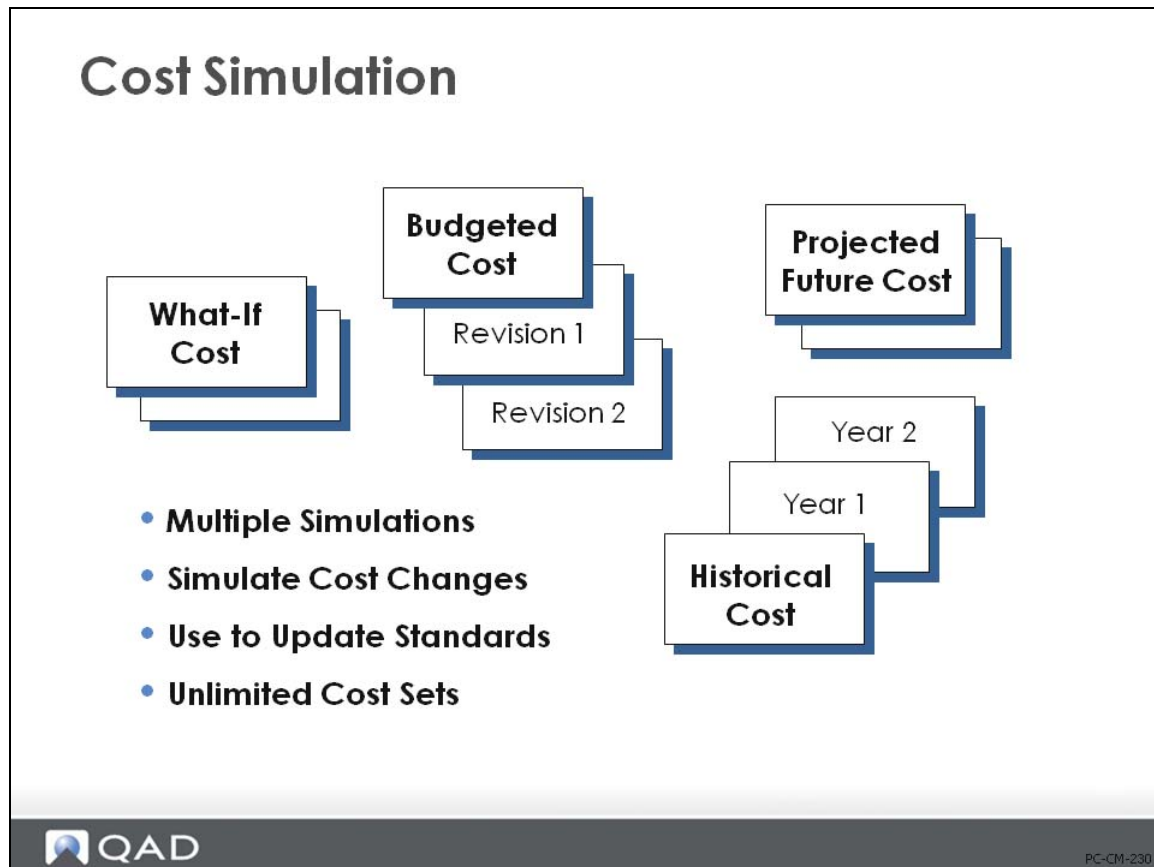 Cost Simulation
What-If
Cost
Budgeted
Cost
Revision 1
Revision 2
Projected
Future Cost
Year 2
Year 1
Historical
Cost
• Multiple Simulations
• Simulate Cost Changes
• Use to Update Standards
• Unlimited Cost Sets
QAD
PC-CM-230